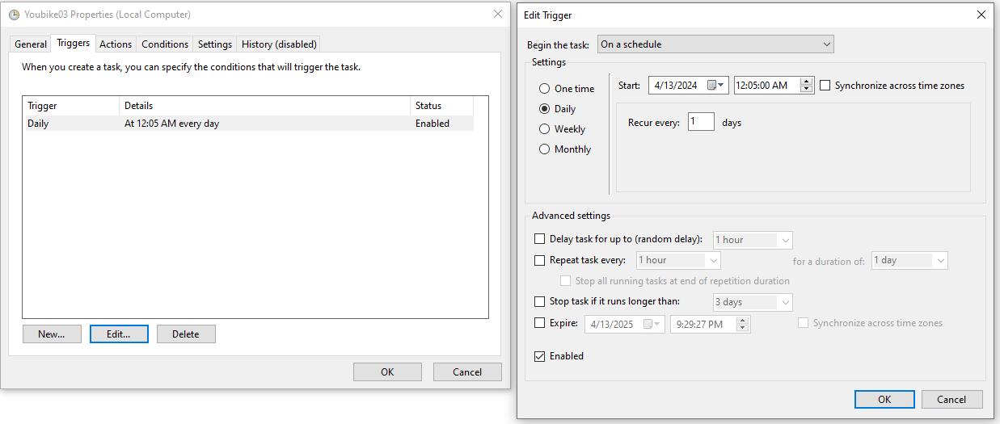 Youbike03 Properties (Local Computer)
General Triggers Actions Conditions Settings History (disabled)
When you create a task, you can specify the conditions that will trigger the task.
Trigger Details Status
Daily At 12:05 AM every day Enabled
New... Edit... Delete
OK Cancel
Edit Trigger
Begin the task: On a schedule
Settings
One time
Daily
Weekly
Monthly
Start: 4/13/2024 12:05:00 AM Synchronize across time zones
Recur every: 1 days
Advanced settings
Delay task for up to (random delay): 1 hour
Repeat task every: 1 hour for a duration of: 1 day
Stop all running tasks at end of repetition duration
Stop task if it runs longer than: 3 days
Expire: 4/13/2025 9:29:27 PM Synchronize across time zones
Enabled
OK Cancel